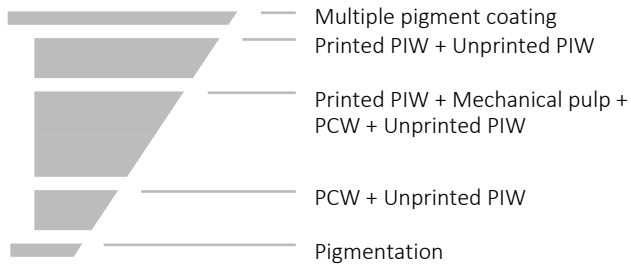 Multiple pigment coating
Printed PIW + Unprinted PIW
Printed PIW + Mechanical pulp +
PCW + Unprinted PIW
PCW + Unprinted PIW
Pigmentation